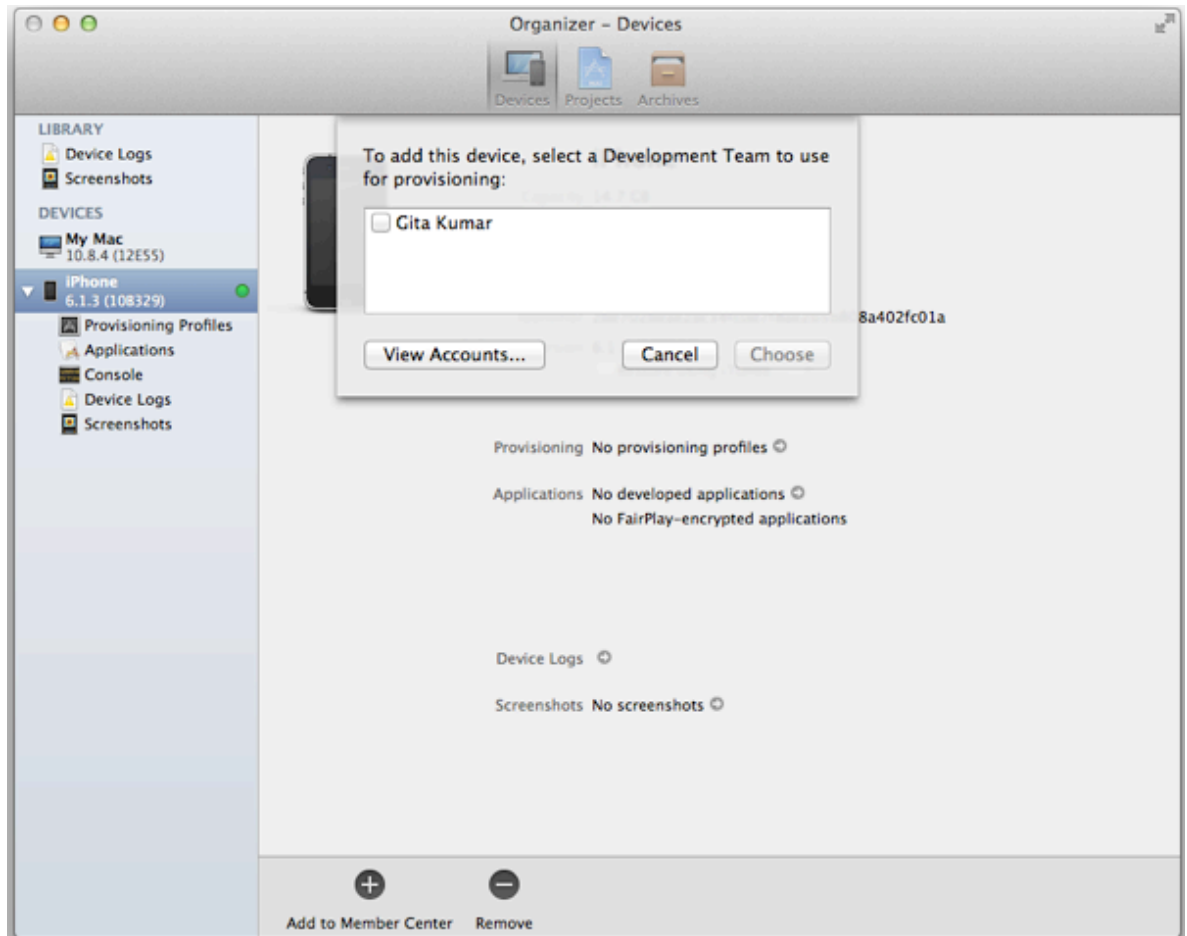 Organizer – Devices
Devices Projects Archives
LIBRARY
Device Logs
Screenshots
DEVICES
My Mac
10.8.4 (12E55)
iPhone
6.1.3 (10B329)
Provisioning Profiles
Applications
Console
Device Logs
Screenshots
To add this device, select a Development Team to use
for provisioning:
Gita Kumar
8a402fc01a
View Accounts... Cancel Choose
Provisioning No provisioning profiles
Applications No developed applications
No FairPlay-encrypted applications
Device Logs
Screenshots No screenshots
Add to Member Center Remove